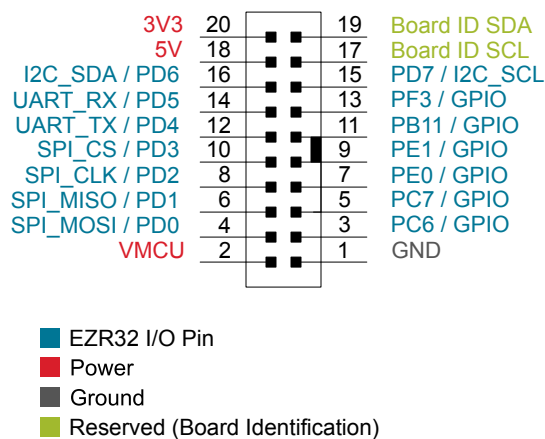 3V3 20 19 Board ID SDA
5V 18 17 Board ID SCL
I2C_SDA / PD6 16 15 PD7 / I2C_SCL
UART_RX / PD5 14 13 PF3 / GPIO
UART_TX / PD4 12 11 PB11 / GPIO
SPI_CS / PD3 10 9 PE1 / GPIO
SPI_CLK / PD2 8 7 PE0 / GPIO
SPI_MISO / PD1 6 5 PC7 / GPIO
SPI_MOSI / PD0 4 3 PC6 / GPIO
VMCU 2 1 GND
EZR32 I/O Pin
Power
Ground
Reserved (Board Identification)